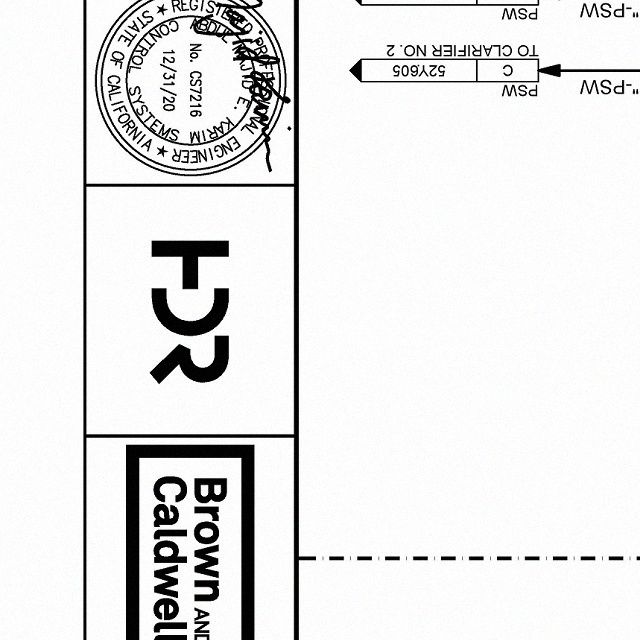 PSW
TO CLARIFIER NO. 2
52Y605 C
PSW
"-PSW-
"-PSW-
REGISTERED PROFESSIONAL ENGINEER
STATE OF CALIFORNIA
ABDUL MAJID E. KARIM
No. CS7216
12/31/20
CONTROL SYSTEMS
HDR
Brown AND
Caldwell